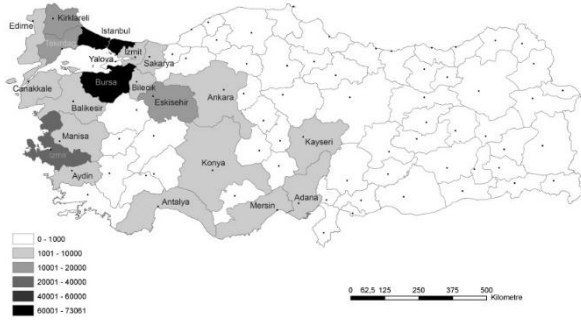 Edirne
Kirklareli
Tekirdag
Istanbul
Yalova
Izmit
Sakarya
Canakkale
Bursa
Bilecik
Balikesir
Eskisehir
Ankara
Manisa
Izmir
Aydin
Konya
Kayseri
Antalya
Mersin
Adana
0 - 1000
1001 - 10000
10001 - 20000
20001 - 40000
40001 - 60000
60001 - 73061
0 62,5 125 250 375 500
Kilometre